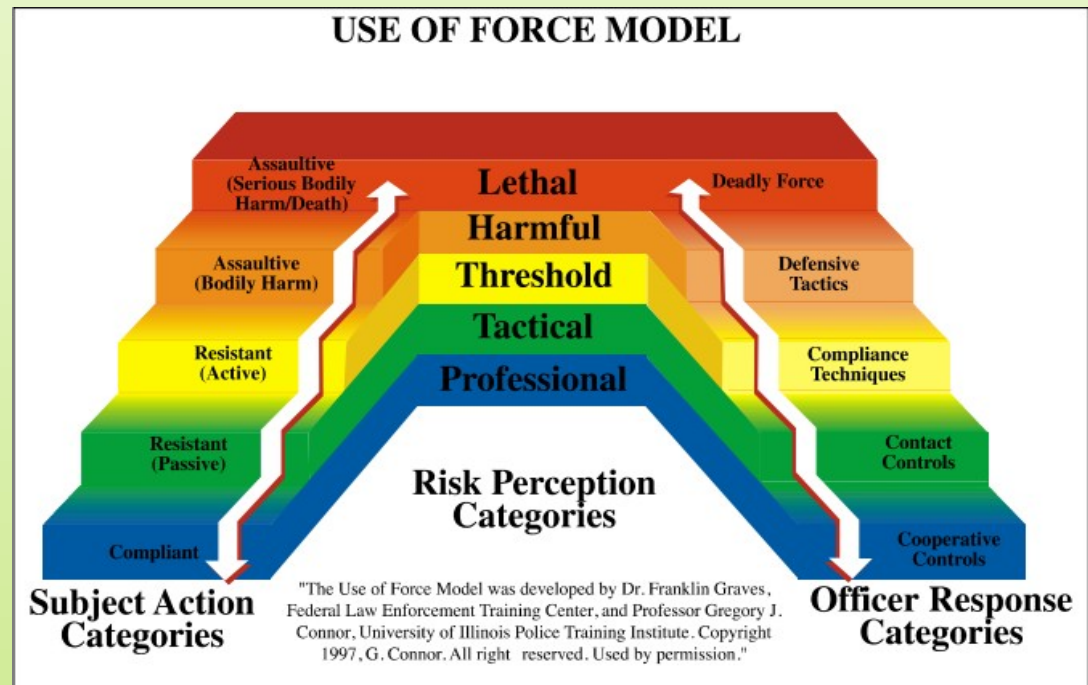 USE OF FORCE MODEL
Assaultive
(Serious Bodily
Harm/Death)
Lethal
Deadly Force
Harmful
Assaultive
(Bodily Harm)
Defensive
Tactics
Threshold
Tactical
Resistant
(Active)
Compliance
Techniques
Professional
Resistant
(Passive)
Contact
Controls
Risk Perception
Categories
Compliant
Cooperative
Controls
Subject Action
Categories
"The Use of Force Model was developed by Dr. Franklin Graves,
Federal Law Enforcement Training Center, and Professor Gregory J.
Connor, University of Illinois Police Training Institute. Copyright
1997, G. Connor. All right reserved. Used by permission."
Officer Response
Categories